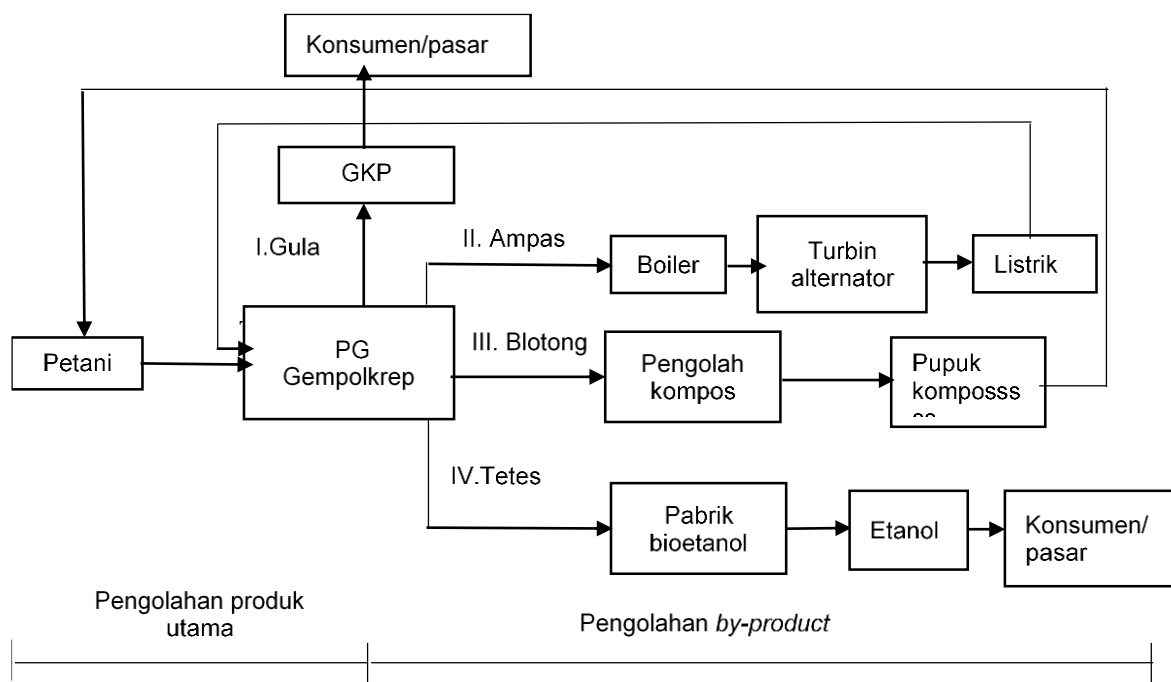 Konsumen/pasar
GKP
I.Gula
II. Ampas
Boiler
Turbin
alternator
Listrik
Petani
PG
Gempolkrep
III. Blotong
Pengolah
kompos
Pupuk
komposss
IV.Tetes
Pabrik
bioetanol
Etanol
Konsumen/
pasar
Pengolahan produk
utama
Pengolahan by-product